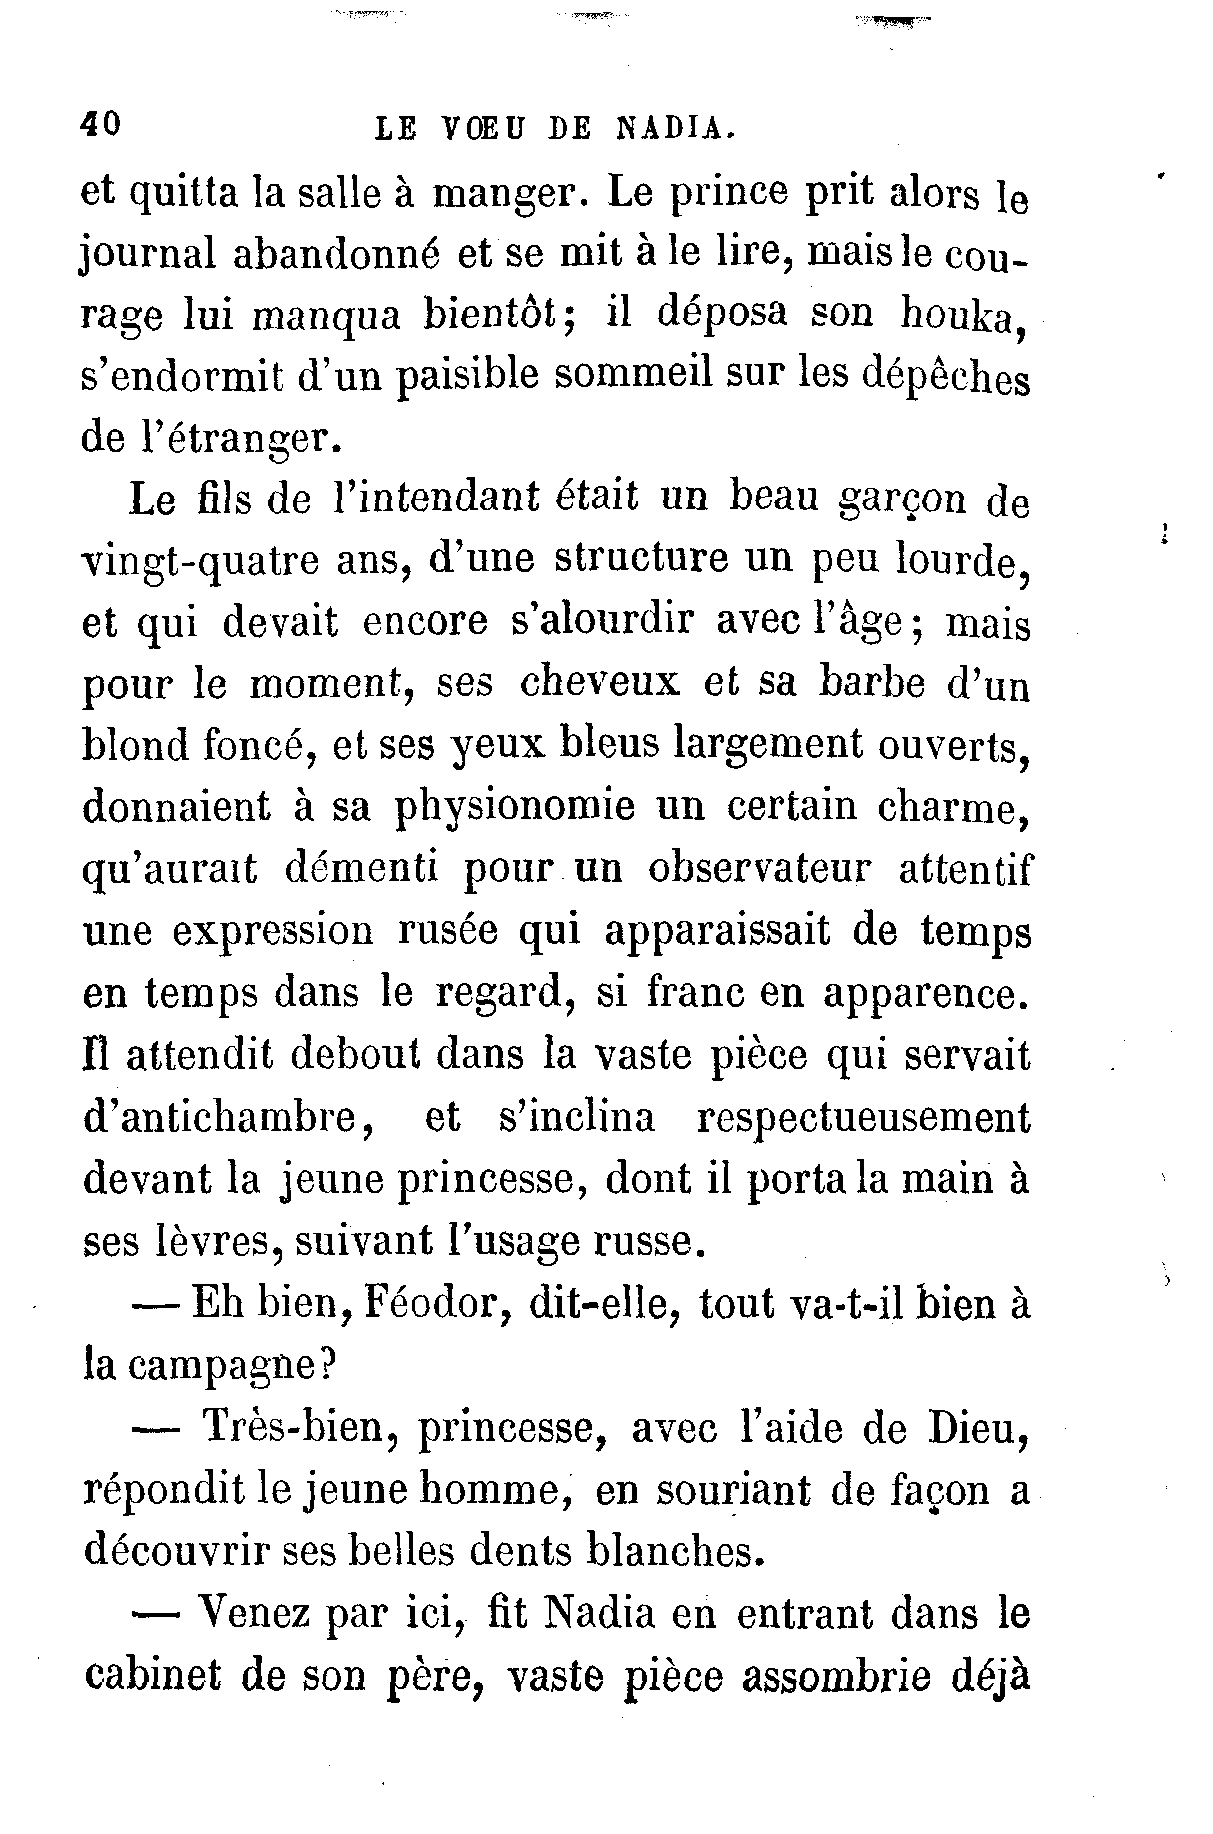 40 LE VŒU DE NADIA.
et quitta la salle à manger. Le prince prit alors le
journal abandonné et se mit à le lire, mais le cou-
rage lui manqua bientôt; il déposa son houka,
s'endormit d'un paisible sommeil sur les dépêches
de l'étranger.
Le fils de l'intendant était un beau garçon de
vingt-quatre ans, d'une structure un peu lourde,
et qui devait encore s'alourdir avec l'âge; mais
pour le moment, ses cheveux et sa barbe d'un
blond foncé, et ses yeux bleus largement ouverts,
donnaient à sa physionomie un certain charme,
qu'aurait démenti pour un observateur attentif
une expression rusée qui apparaissait de temps
en temps dans le regard, si franc en apparence.
Il attendit debout dans la vaste pièce qui servait
d'antichambre, et s'inclina respectueusement
devant la jeune princesse, dont il porta la main à
ses lèvres, suivant l'usage russe.
— Eh bien, Féodor, dit-elle, tout va-t-il bien à
la campagne?
— Très-bien, princesse, avec l'aide de Dieu,
répondit le jeune homme, en souriant de façon a
découvrir ses belles dents blanches.
— Venez par ici, fit Nadia en entrant dans le
cabinet de son père, vaste pièce assombrie déjà